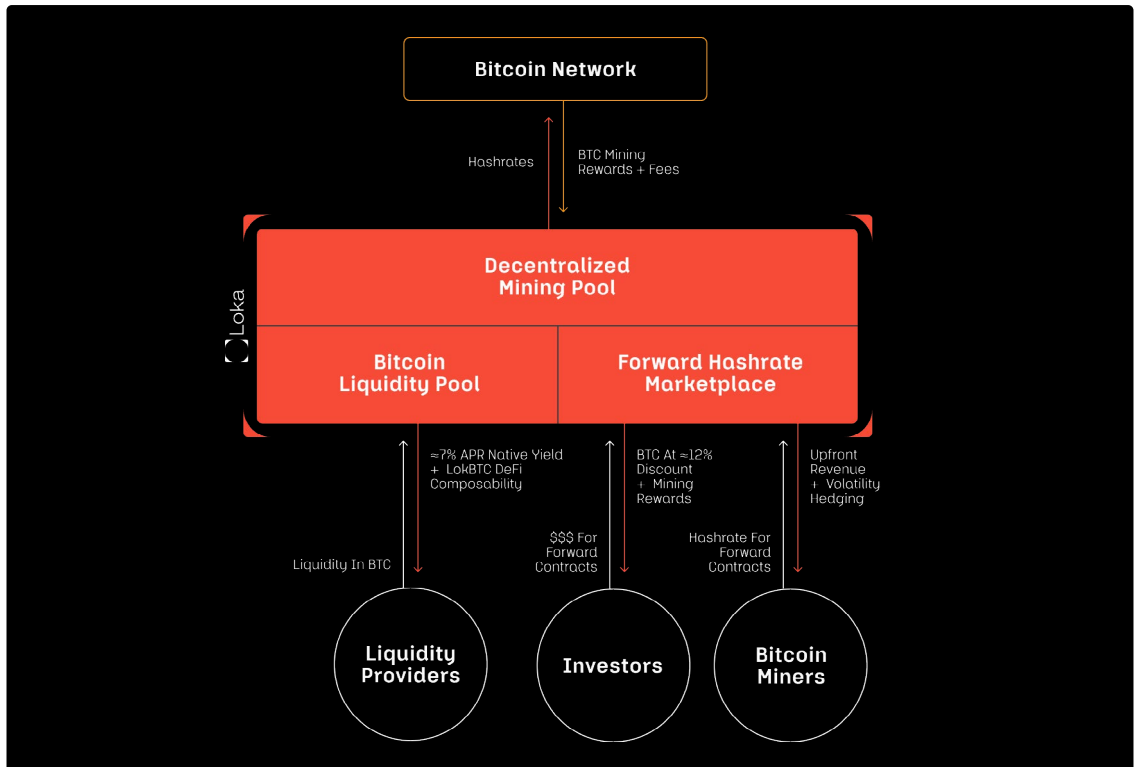 Bitcoin Network
Hashrates
BTC Mining
Rewards + Fees
Decentralized
Mining Pool
Loka
Bitcoin
Liquidity Pool
Forward Hashrate
Marketplace
≈7% APR Native Yield
+ LokBTC DeFi
Composability
BTC At ≈12%
Discount
+ Mining
Rewards
Upfront
Revenue
+ Volatility
Hedging
Liquidity In BTC
$$$ For
Forward
Contracts
Hashrate For
Forward
Contracts
Liquidity
Providers
Investors
Bitcoin
Miners